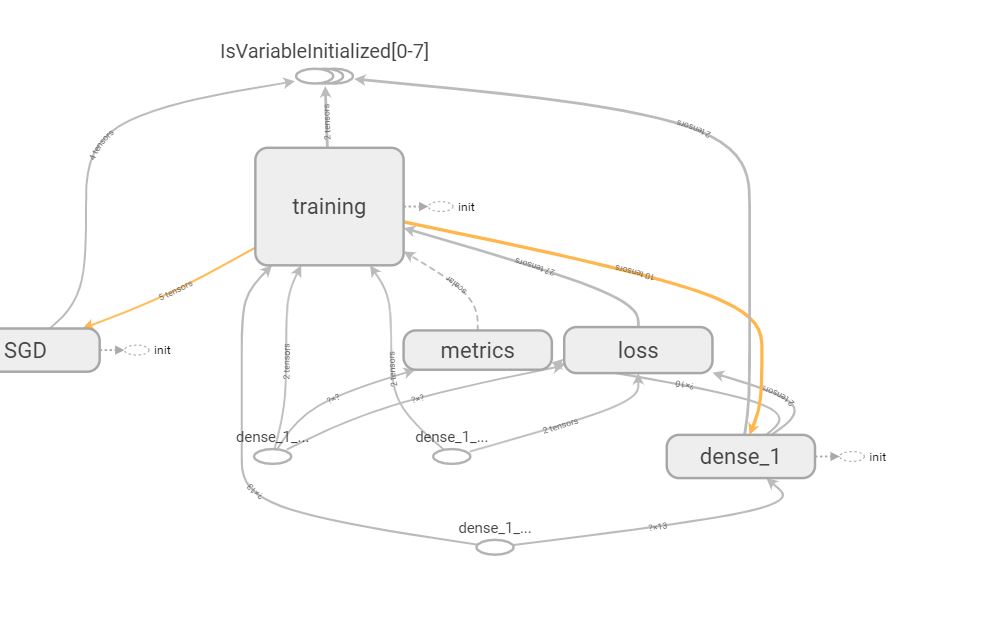 IsVariableInitialized[0-7]
4 tensors
2 tensors
2 tensors
training
init
5 tensors
27 tensors
10 tensors
scalar
SGD
init
metrics
loss
2 tensors
2 tensors
?×?
?×?
?×10
2 tensors
dense_1_...
dense_1_...
2 tensors
dense_1
init
?×13
dense_1_...
?×13